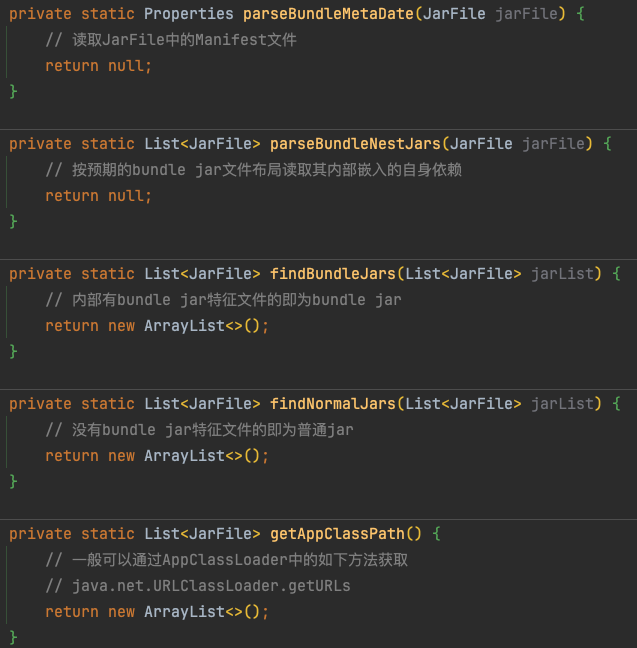 private static Properties parseBundleMetaDate(JarFile jarFile) {
    // 读取JarFile中的Manifest文件
    return null;
}
private static List<JarFile> parseBundleNestJars(JarFile jarFile) {
    // 按预期的bundle jar文件布局读取其内部嵌入的自身依赖
    return null;
}
private static List<JarFile> findBundleJars(List<JarFile> jarList) {
    // 内部有bundle jar特征文件的即为bundle jar
    return new ArrayList<>();
}
private static List<JarFile> findNormalJars(List<JarFile> jarList) {
    // 没有bundle jar特征文件的即为普通jar
    return new ArrayList<>();
}
private static List<JarFile> getAppClassPath() {
    // 一般可以通过AppClassLoader中的如下方法获取
    // java.net.URLClassLoader.getURLs
    return new ArrayList<>();
}